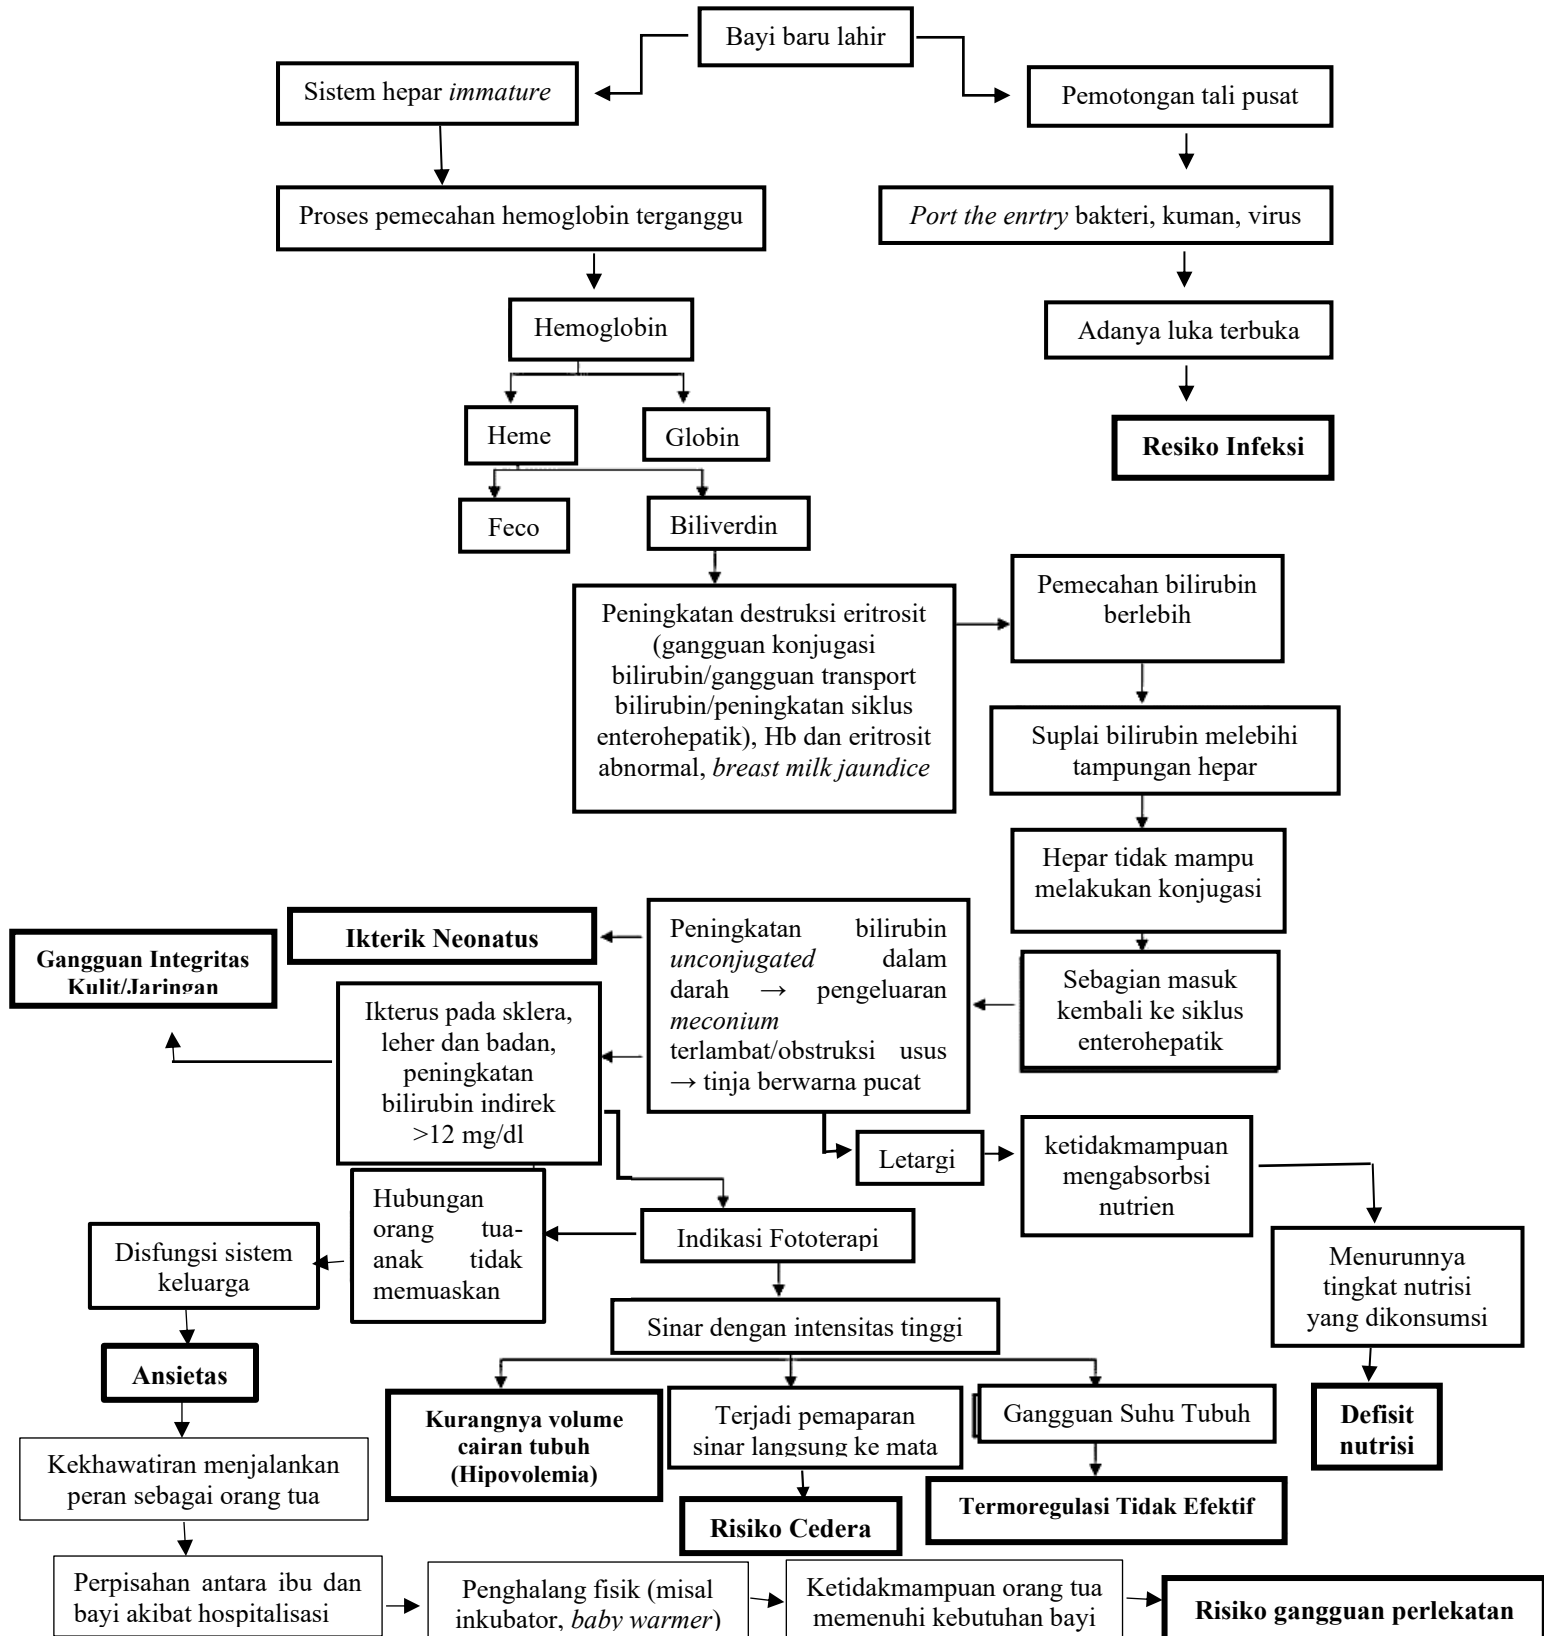 Bayi baru lahir
Sistem hepar immature
Pemotongan tali pusat
Proses pemecahan hemoglobin terganggu
Port the enrtry bakteri, kuman, virus
Hemoglobin
Adanya luka terbuka
Heme
Globin
Resiko Infeksi
Feco
Biliverdin
Peningkatan destruksi eritrosit
(gangguan konjugasi
bilirubin/gangguan transport
bilirubin/peningkatan siklus
enterohepatik), Hb dan eritrosit
abnormal, breast milk jaundice
Pemecahan bilirubin
berlebih
Suplai bilirubin melebihi
tampungan hepar
Hepar tidak mampu
melakukan konjugasi
Sebagian masuk
kembali ke siklus
enterohepatik
Peningkatan bilirubin
unconjugated dalam
darah → pengeluaran
meconium
terlambat/obstruksi usus
→ tinja berwarna pucat
Ikterik Neonatus
Gangguan Integritas
Kulit/Jaringan
Ikterus pada sklera,
leher dan badan,
peningkatan
bilirubin indirek
>12 mg/dl
Letargi
ketidakmampuan
mengabsorbsi
nutrien
Hubungan
orang tua-
anak tidak
memuaskan
Indikasi Fototerapi
Disfungsi sistem
keluarga
Menurunnya
tingkat nutrisi
yang dikonsumsi
Sinar dengan intensitas tinggi
Ansietas
Kurangnya volume
cairan tubuh
(Hipovolemia)
Terjadi pemaparan
sinar langsung ke mata
Gangguan Suhu Tubuh
Defisit
nutrisi
Kekhawatiran menjalankan
peran sebagai orang tua
Risiko Cedera
Termoregulasi Tidak Efektif
Perpisahan antara ibu dan
bayi akibat hospitalisasi
Penghalang fisik (misal
inkubator, baby warmer)
Ketidakmampuan orang tua
memenuhi kebutuhan bayi
Risiko gangguan perlekatan